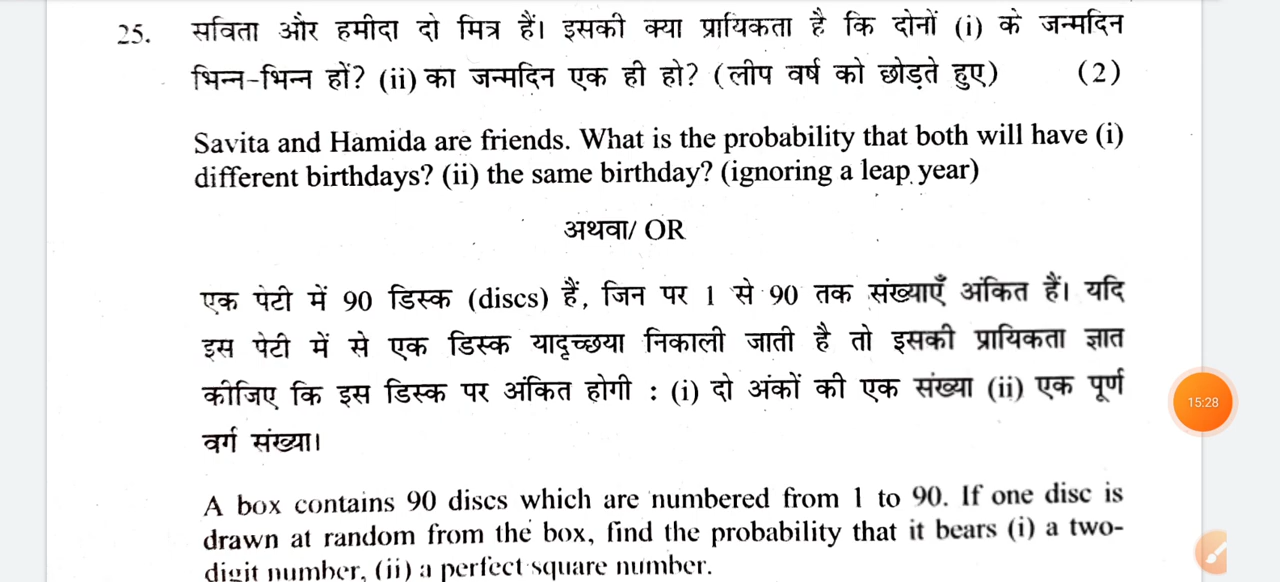 25. सविता और हमीदा दो मित्र हैं। इसकी क्या प्रायिकता है कि दोनों (i) के जन्मदिन
भिन्न-भिन्न हों? (ii) का जन्मदिन एक ही हो? (लीप वर्ष को छोड़ते हुए) (2)
Savita and Hamida are friends. What is the probability that both will have (i)
different birthdays? (ii) the same birthday? (ignoring a leap year)
अथवा/ OR
एक पेटी में 90 डिस्क (discs) हैं, जिन पर 1 से 90 तक संख्याएँ अंकित हैं। यदि
इस पेटी में से एक डिस्क यादृच्छया निकाली जाती है तो इसकी प्रायिकता ज्ञात
कीजिए कि इस डिस्क पर अंकित होगी : (i) दो अंकों की एक संख्या (ii) एक पूर्ण
15:28
वर्ग संख्या।
A box contains 90 discs which are numbered from 1 to 90. If one disc is
drawn at random from the box, find the probability that it bears (i) a two-
digit number, (ii) a perfect square number.